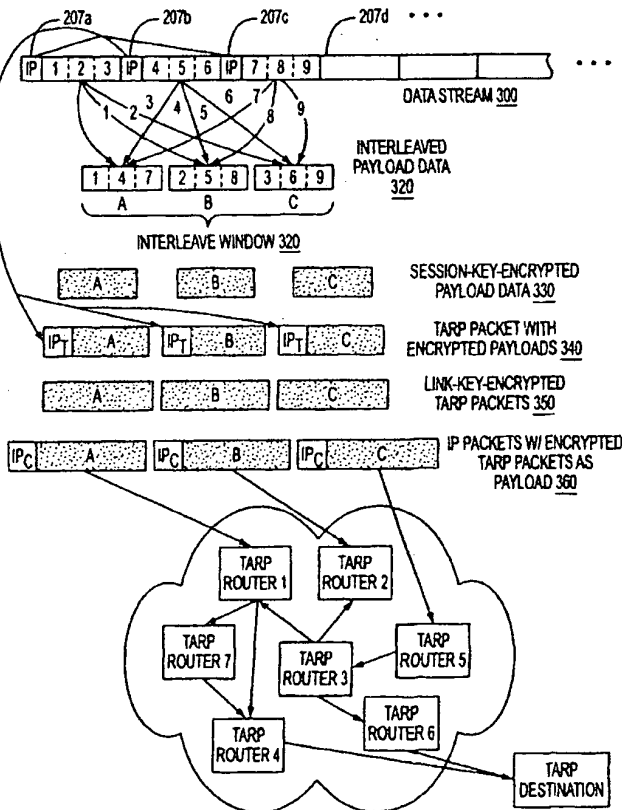 207a 207b 207c 207d
IP 1 2 3 IP 4 5 6 IP 7 8 9
DATA STREAM 300
1 2 3 4 5 6 7 8 9
INTERLEAVED
PAYLOAD DATA
320
1 4 7 2 5 8 3 6 9
A B C
INTERLEAVE WINDOW 320
A B C
SESSION-KEY-ENCRYPTED
PAYLOAD DATA 330
IPT A IPT B IPT C
TARP PACKET WITH
ENCRYPTED PAYLOADS 340
A B C
LINK-KEY-ENCRYPTED
TARP PACKETS 350
IPC A IPC B IPC C
IP PACKETS W/ ENCRYPTED
TARP PACKETS AS
PAYLOAD 360
TARP
ROUTER 1
TARP
ROUTER 2
TARP
ROUTER 7
TARP
ROUTER 3
TARP
ROUTER 5
TARP
ROUTER 4
TARP
ROUTER 6
TARP
DESTINATION